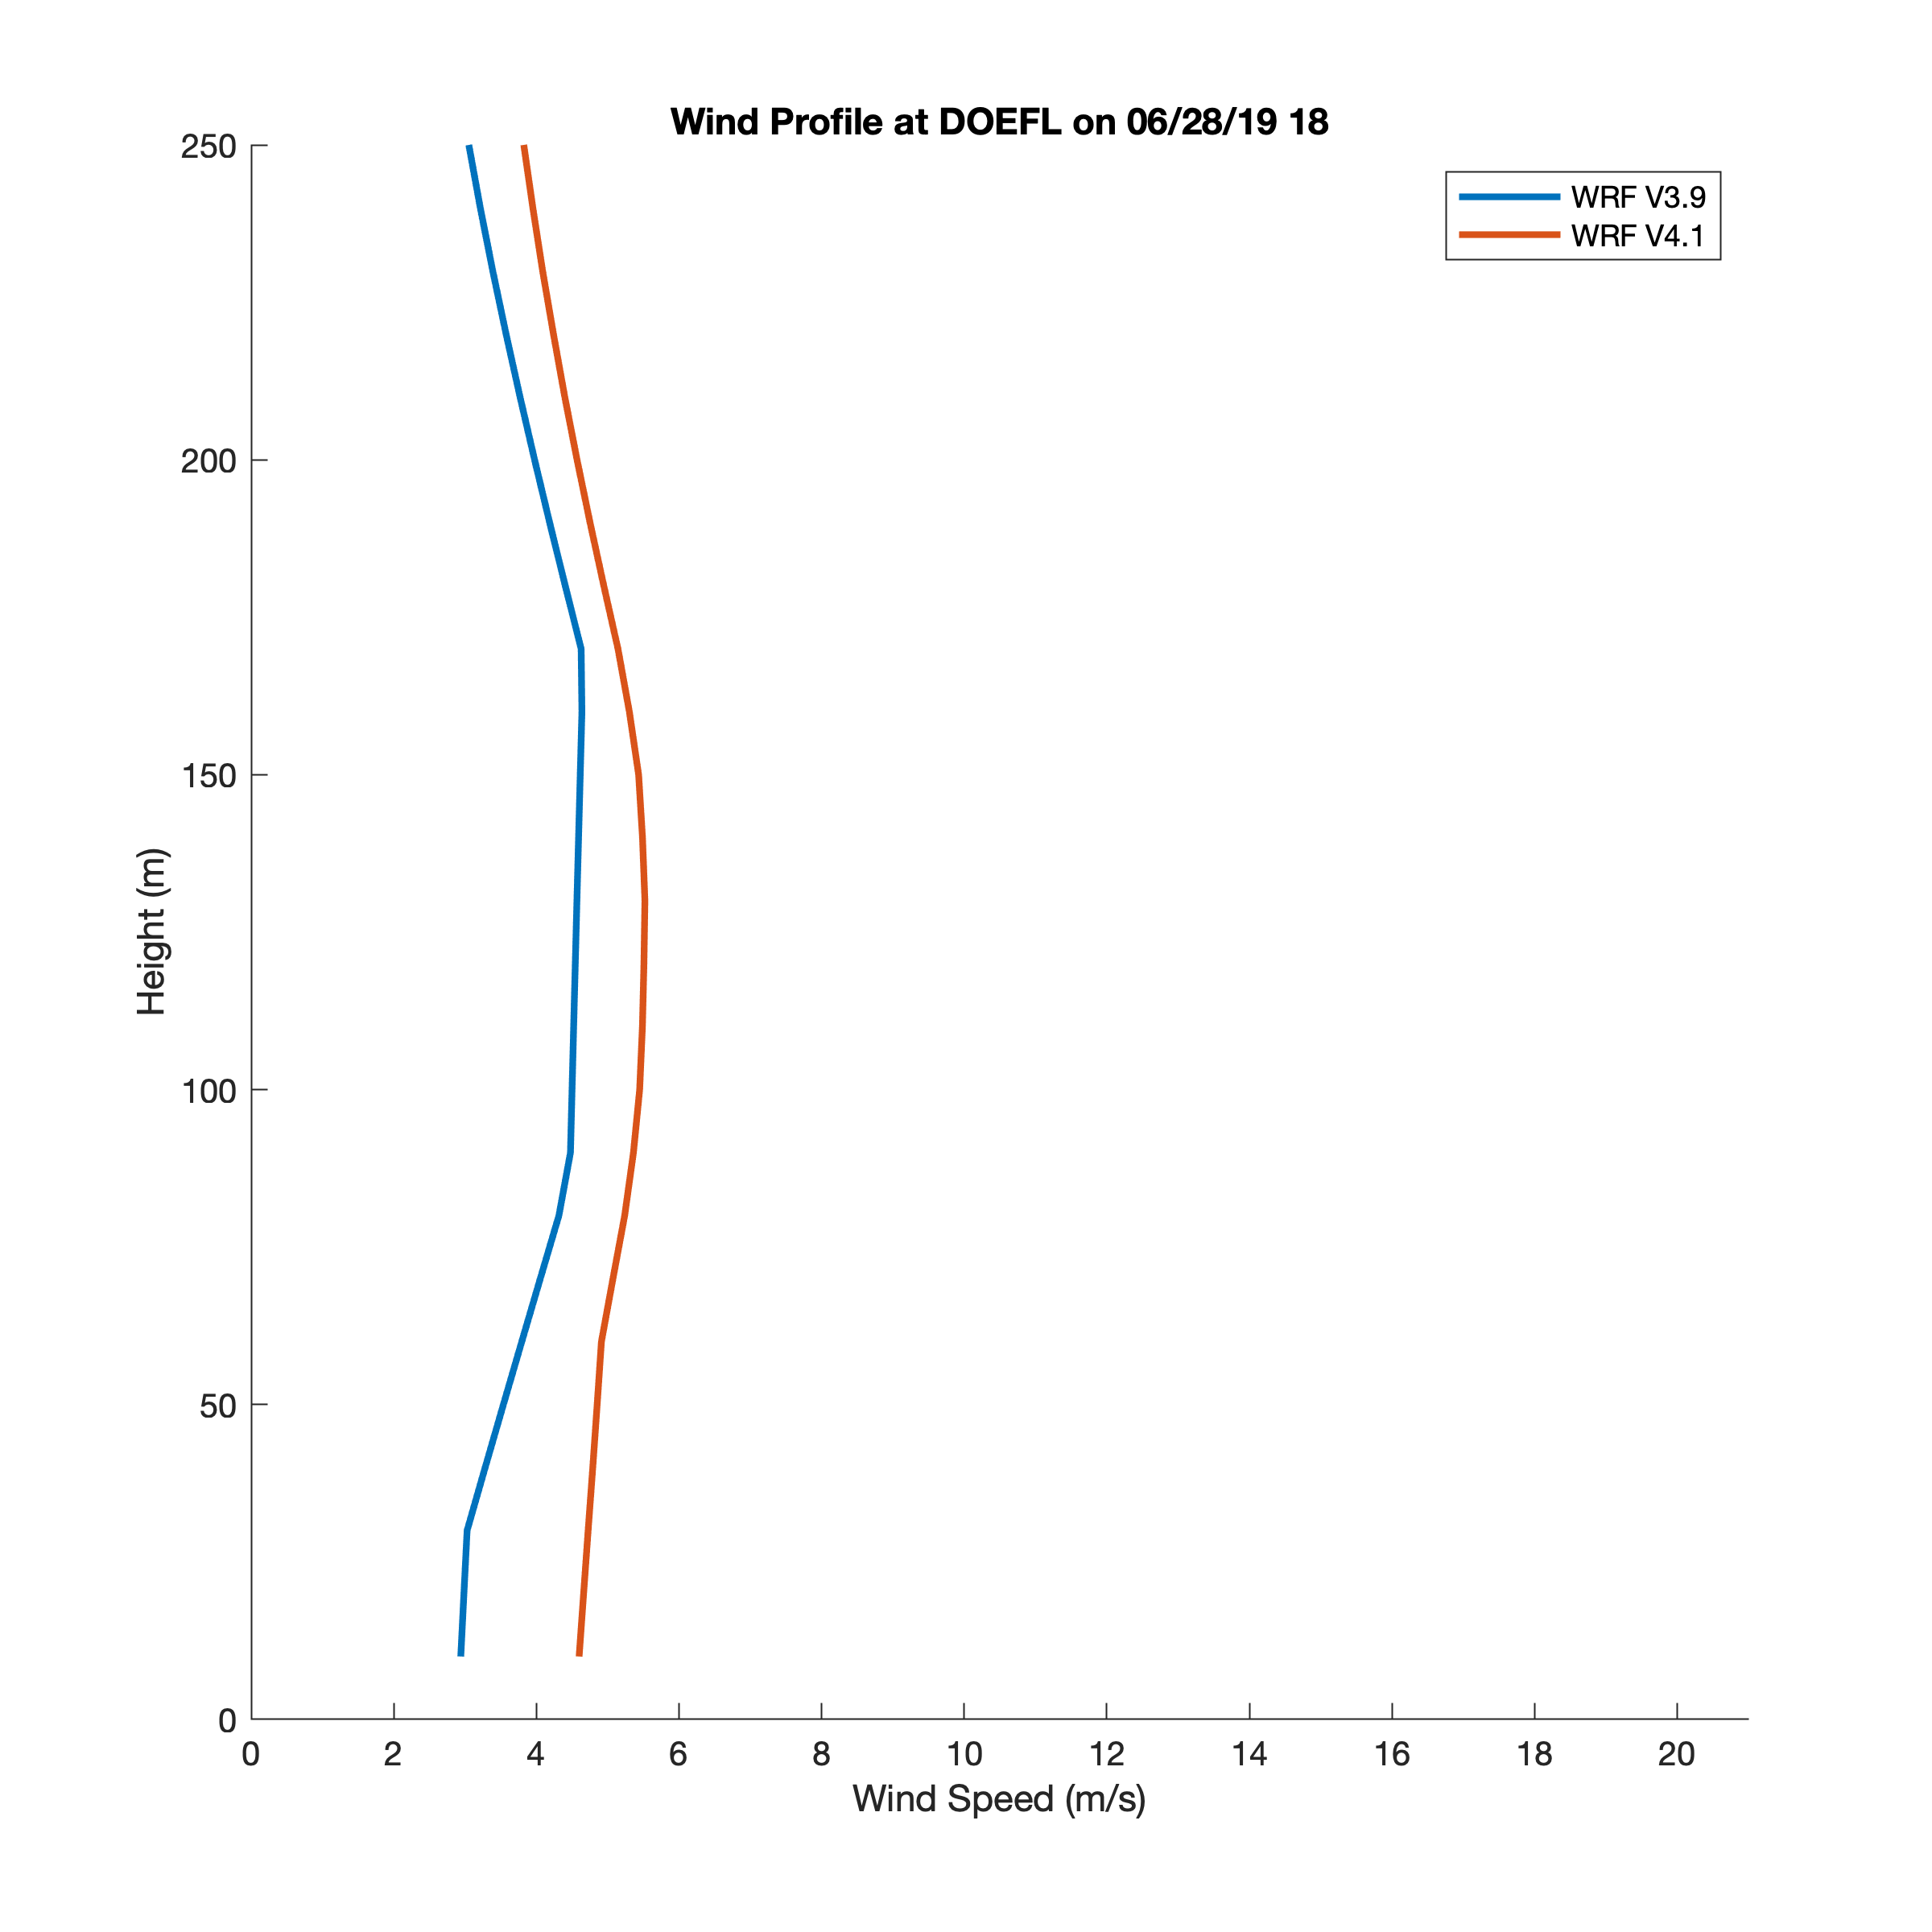 Wind Profile at DOEFL on 06/28/19 18
WRF V3.9
WRF V4.1
250
200
150
100
50
0
Height (m)
0 2 4 6 8 10 12 14 16 18 20
Wind Speed (m/s)